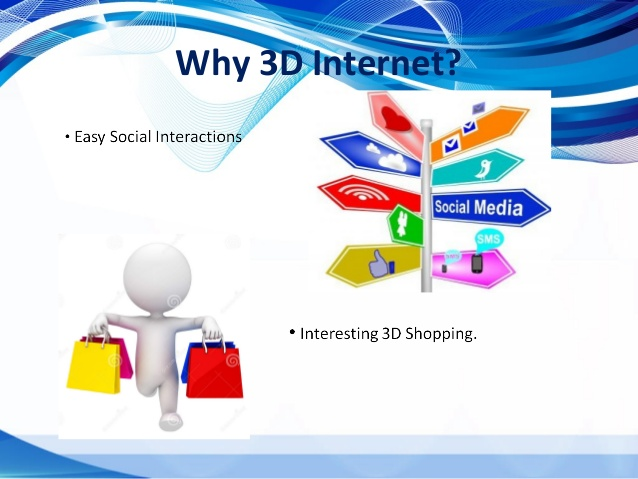 Why 3D Internet?
• Easy Social Interactions
Social Media
SMS
• Interesting 3D Shopping.